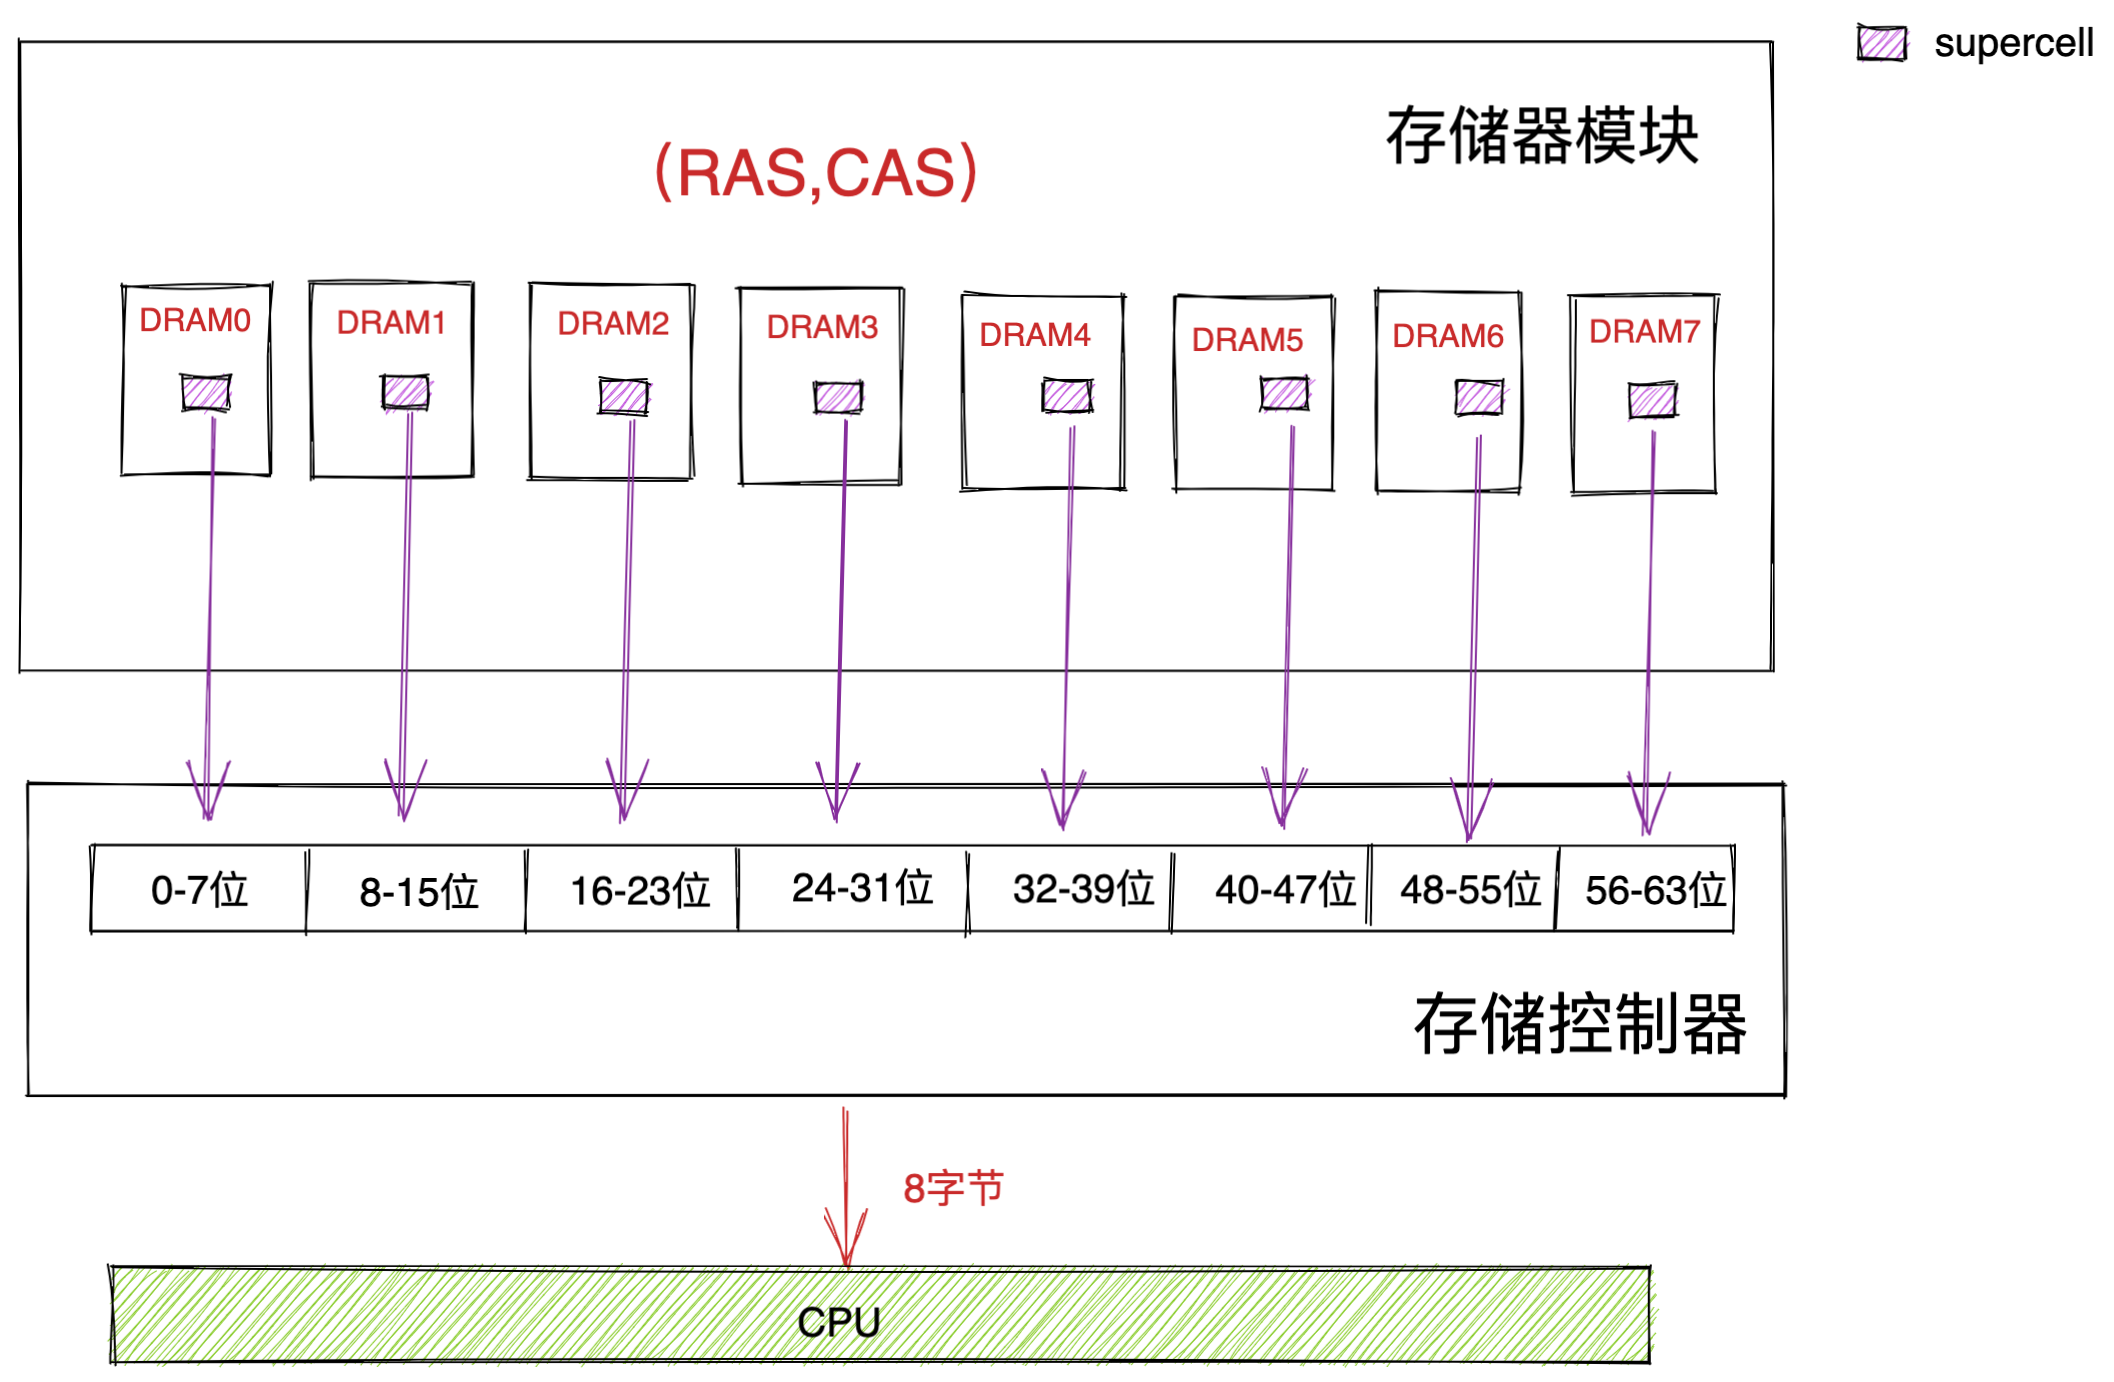 supercell
存储器模块
(RAS,CAS)
DRAM0
DRAM1
DRAM2
DRAM3
DRAM4
DRAM5
DRAM6
DRAM7
0-7位
8-15位
16-23位
24-31位
32-39位
40-47位
48-55位
56-63位
存储控制器
8字节
CPU